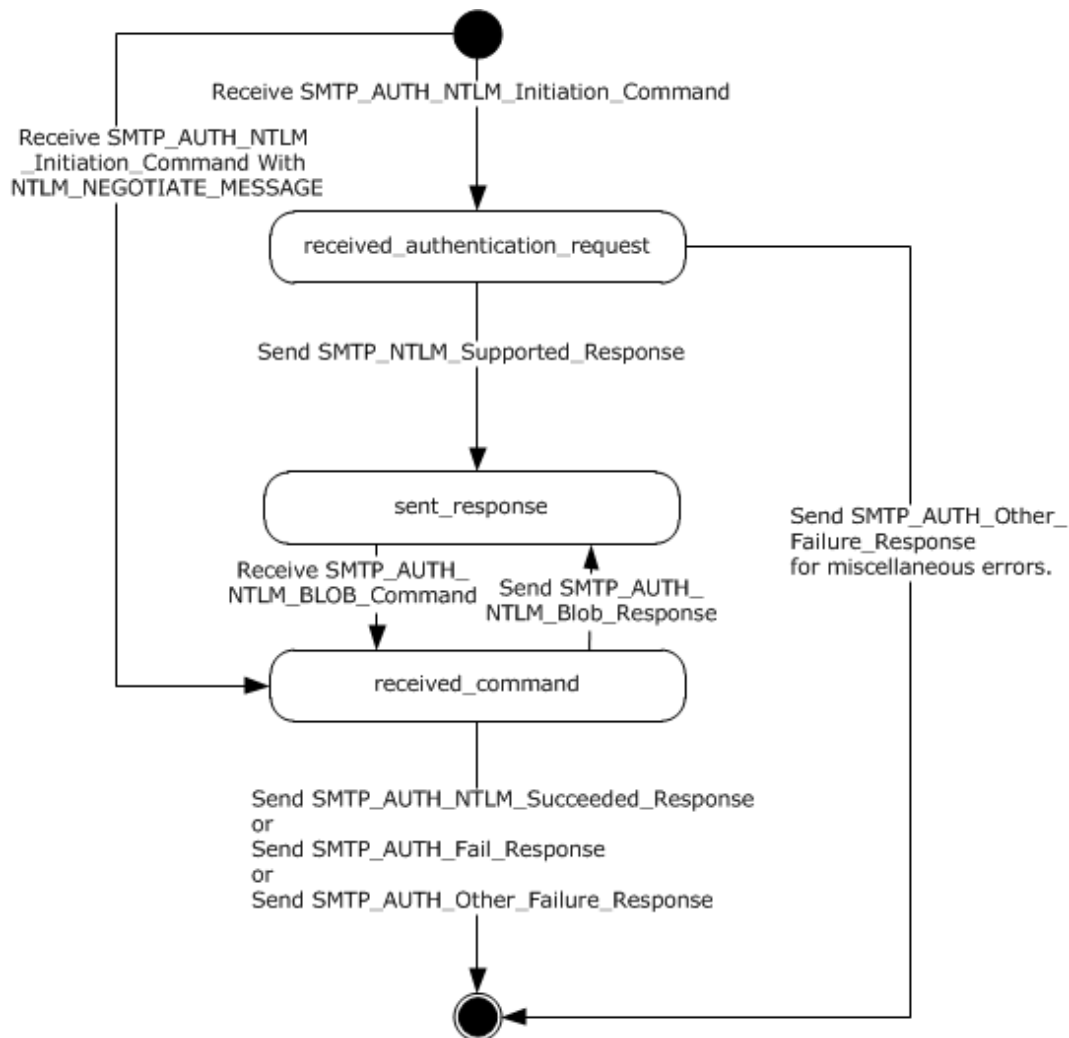 Receive SMTP_AUTH_NTLM_Initiation_Command
Receive SMTP_AUTH_NTLM
_Initiation_Command With
NTLM_NEGOTIATE_MESSAGE
received_authentication_request
Send SMTP_NTLM_Supported_Response
sent_response
Send SMTP_AUTH_Other_
Failure_Response
for miscellaneous errors.
Receive SMTP_AUTH_
NTLM_BLOB_Command
Send SMTP_AUTH_
NTLM_Blob_Response
received_command
Send SMTP_AUTH_NTLM_Succeeded_Response
or
Send SMTP_AUTH_Fail_Response
or
Send SMTP_AUTH_Other_Failure_Response